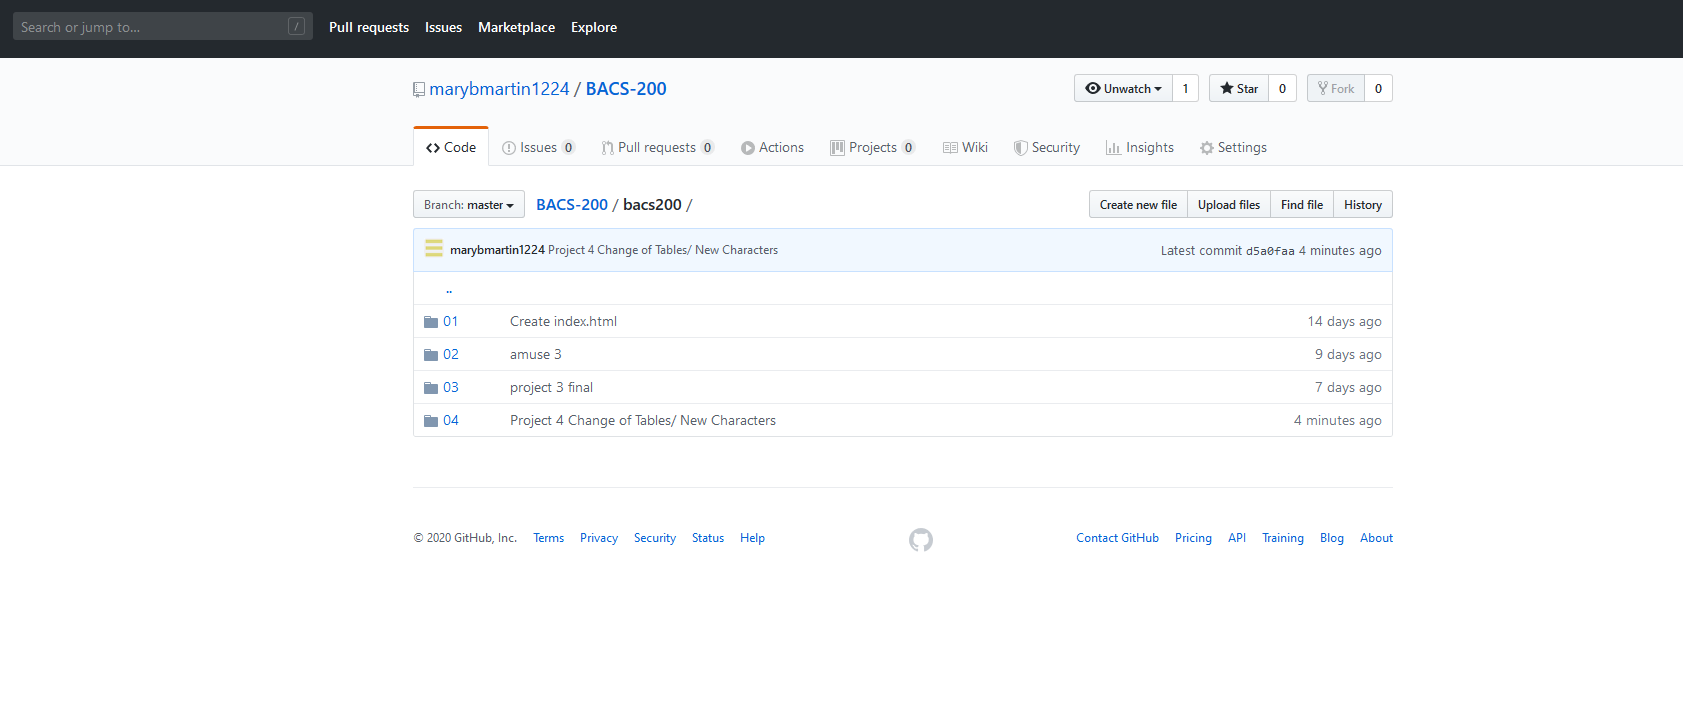 Search or jump to... / Pull requests Issues Marketplace Explore
marybmartin1224 / BACS-200 Unwatch 1 Star 0 Fork 0
Code Issues 0 Pull requests 0 Actions Projects 0 Wiki Security Insights Settings
Branch: master BACS-200 / bacs200 / Create new file Upload files Find file History
marybmartin1224 Project 4 Change of Tables/ New Characters Latest commit d5a0faa 4 minutes ago
..
01 Create index.html 14 days ago
02 amuse 3 9 days ago
03 project 3 final 7 days ago
04 Project 4 Change of Tables/ New Characters 4 minutes ago
© 2020 GitHub, Inc. Terms Privacy Security Status Help Contact GitHub Pricing API Training Blog About